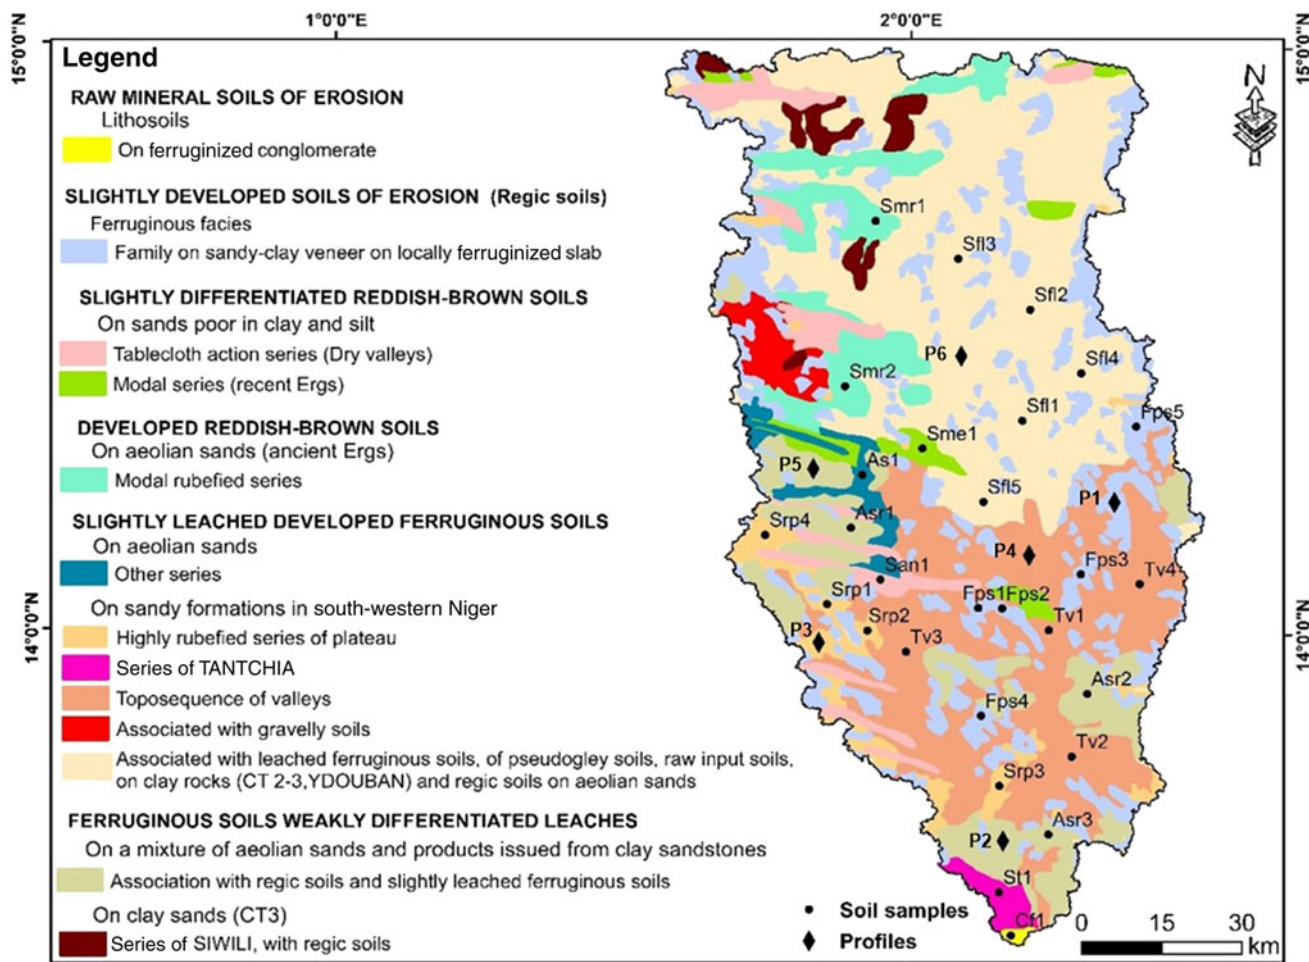 1°0'0"E
2°0'0"E
15°0'0"N
15°0'0"N
14°0'0"N
14°0'0"N
Legend
RAW MINERAL SOILS OF EROSION
Lithosoils
On ferruginized conglomerate
SLIGHTLY DEVELOPED SOILS OF EROSION (Regic soils)
Ferruginous facies
Family on sandy-clay veneer on locally ferruginized slab
SLIGHTLY DIFFERENTIATED REDDISH-BROWN SOILS
On sands poor in clay and silt
Tablecloth action series (Dry valleys)
Modal series (recent Ergs)
DEVELOPED REDDISH-BROWN SOILS
On aeolian sands (ancient Ergs)
Modal rubefied series
SLIGHTLY LEACHED DEVELOPED FERRUGINOUS SOILS
On aeolian sands
Other series
On sandy formations in south-western Niger
Highly rubefied series of plateau
Series of TANTCHIA
Toposequence of valleys
Associated with gravelly soils
Associated with leached ferruginous soils, of pseudogley soils, raw input soils,
on clay rocks (CT 2-3,YDOUBAN) and regic soils on aeolian sands
FERRUGINOUS SOILS WEAKLY DIFFERENTIATED LEACHES
On a mixture of aeolian sands and products issued from clay sandstones
Association with regic soils and slightly leached ferruginous soils
On clay sands (CT3)
Series of SIWILI, with regic soils
N
Smr1
Sfl3
Sfl2
P6
Sfl4
Smr2
Sfl1
Fps5
Sme1
P5
As1
Sfl5
P1
Srp4
Asr1
P4
San1
Fps3
Tv4
Srp1
Fps1
Fps2
Srp2
Tv1
P3
Tv3
Asr2
Fps4
Tv2
Srp3
Asr3
P2
St1
Cf1
Soil samples
Profiles
0 15 30
km